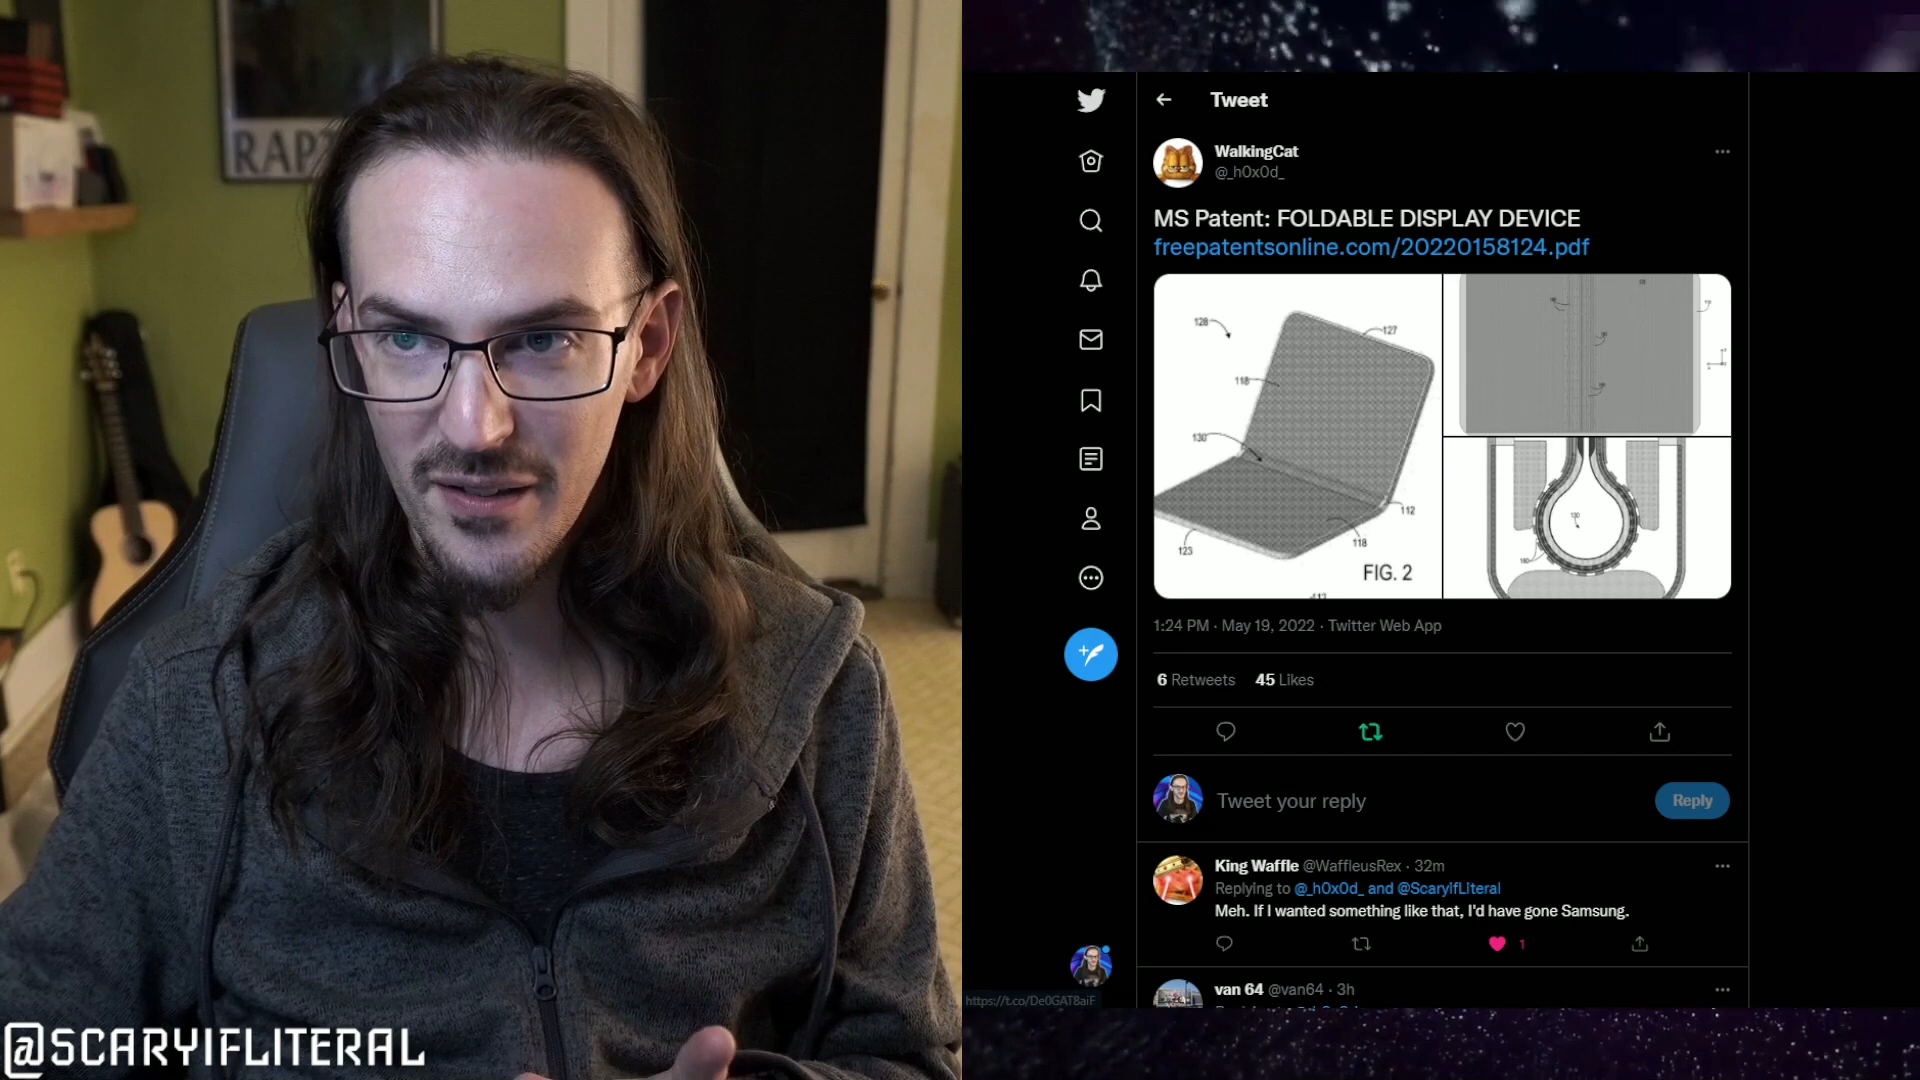 RAP
@SCARYIFLITERAL
Tweet
WalkingCat
@_h0x0d_
MS Patent: FOLDABLE DISPLAY DEVICE
freepatentsonline.com/20220158124.pdf
128
127
118
130
112
118
123
FIG. 2
130
1:24 PM · May 19, 2022 · Twitter Web App
6 Retweets 45 Likes
Tweet your reply
Reply
King Waffle @WaffleusRex · 32m
Replying to @_h0x0d_ and @ScaryifLiteral
Meh. If I wanted something like that, I'd have gone Samsung.
1
van 64 @van64 · 3h
https://t.co/De0GAT8aiF